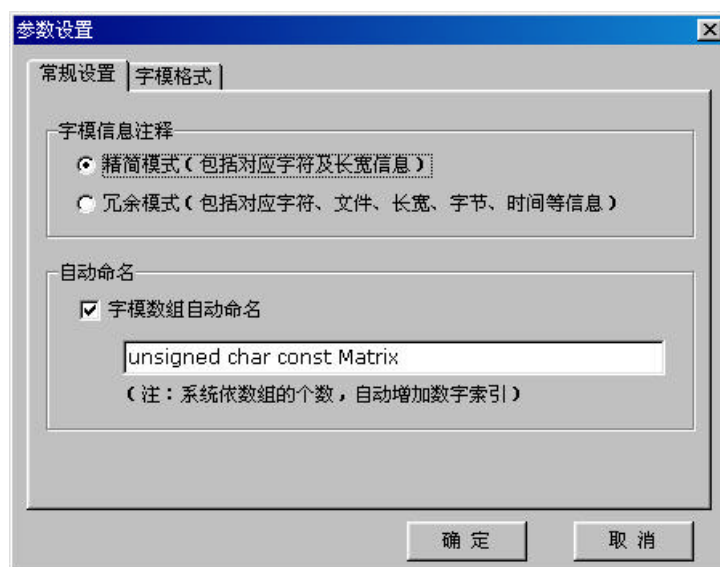 参数设置
常规设置 字模格式
字模信息注释
精简模式（包括对应字符及长宽信息）
冗余模式（包括对应字符、文件、长宽、字节、时间等信息）
自动命名
字模数组自动命名
unsigned char const Matrix
（注：系统依数组的个数，自动增加数字索引）
确 定 取 消